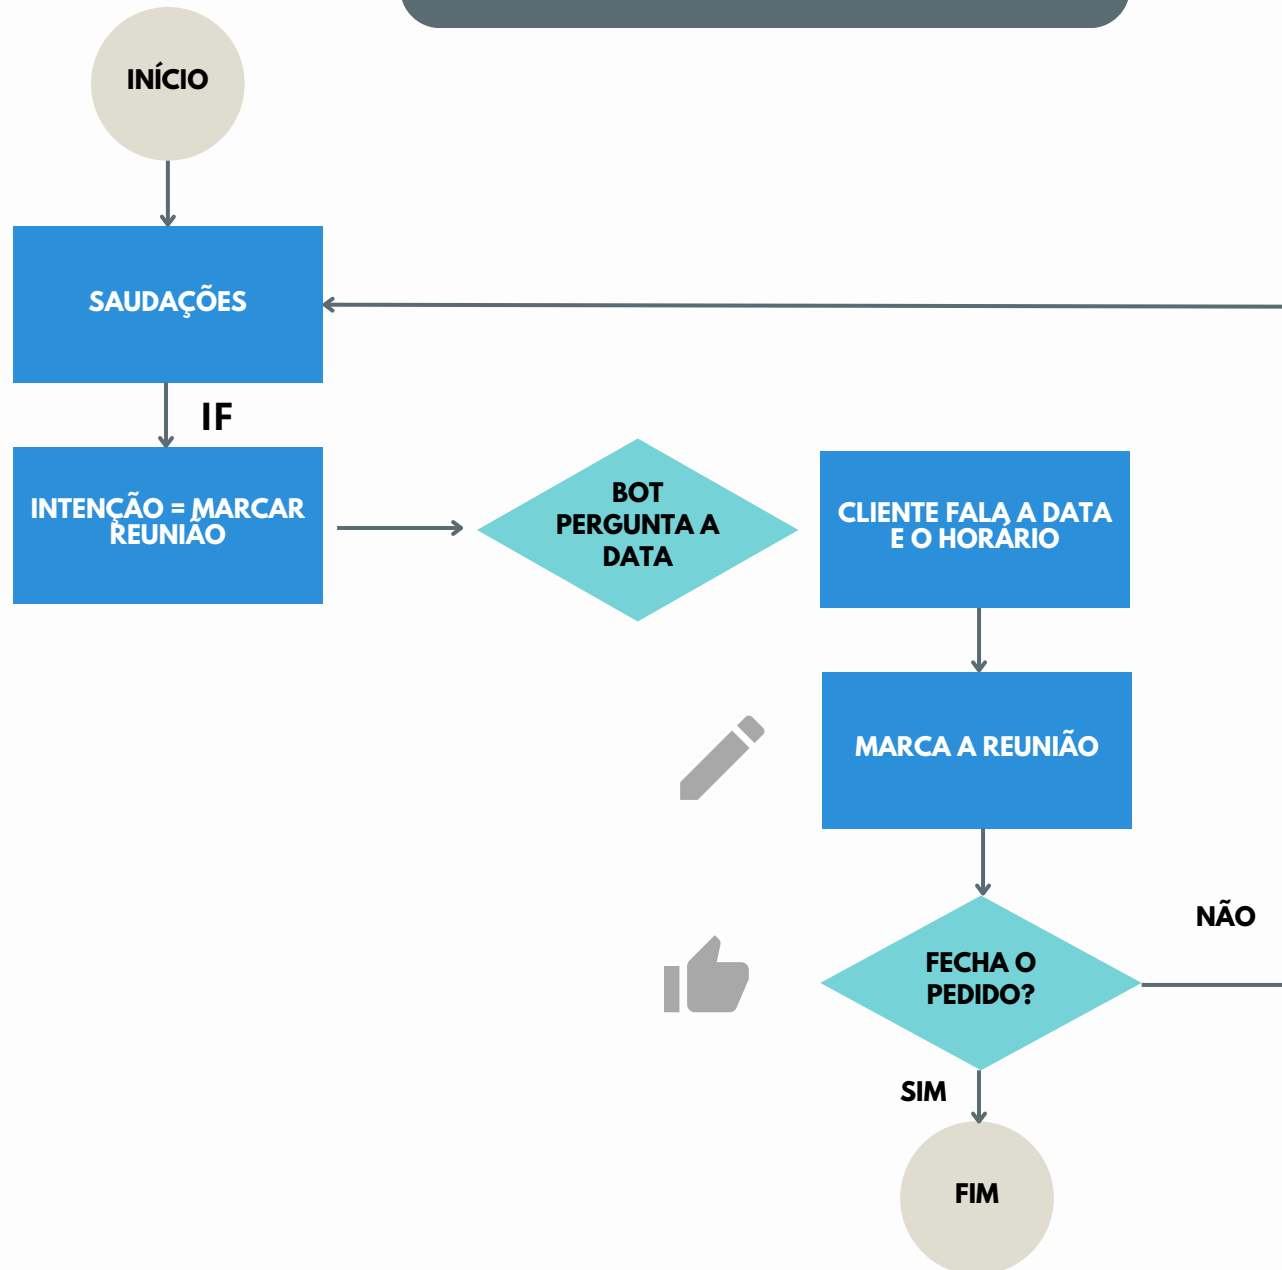 INÍCIO
SAUDAÇÕES
IF
INTENÇÃO = MARCAR
REUNIÃO
BOT
PERGUNTA A
DATA
CLIENTE FALA A DATA
E O HORÁRIO
MARCA A REUNIÃO
FECHA O
PEDIDO?
NÃO
SIM
FIM